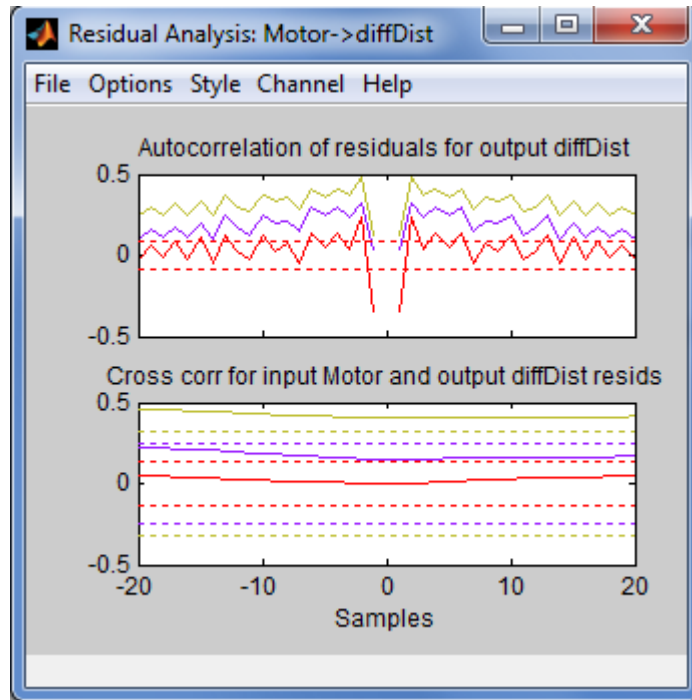 Residual Analysis: Motor->diffDist
File Options Style Channel Help
Autocorrelation of residuals for output diffDist
0.5
0
-0.5
Cross corr for input Motor and output diffDist resids
0.5
0
-0.5
-20 -10 0 10 20
Samples